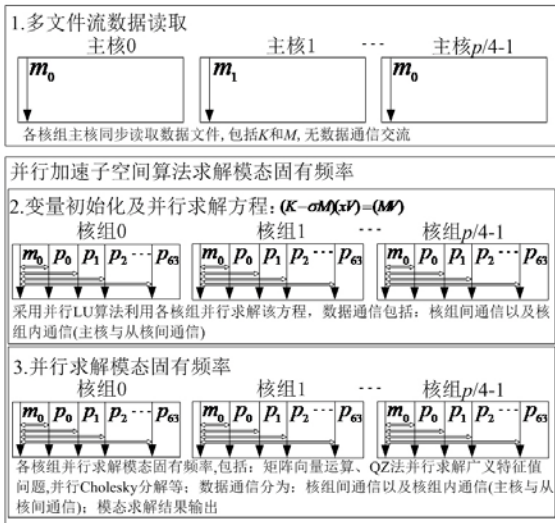 1.多文件流数据读取
主核0 主核1 ··· 主核p/4-1
m0 m1 m0
各核组主核同步读取数据文件,包括K和M,无数据通信交流
并行加速子空间算法求解模态固有频率
2.变量初始化及并行求解方程:(K-σM)(xV)=(MV)
核组0 核组1 ··· 核组p/4-1
m0 p0 p1 p2 ··· p63 m0 p0 p1 p2 ··· p63 m0 p0 p1 p2 ··· p63
采用并行LU算法利用各核组并行求解该方程,数据通信包括:核组间通信以及核
组内通信(主核与从核间通信)
3.并行求解模态固有频率
核组0 核组1 ··· 核组p/4-1
m0 p0 p1 p2 ··· p63 m0 p0 p1 p2 ··· p63 m0 p0 p1 p2 ··· p63
各核组并行求解模态固有频率,包括:矩阵向量运算、QZ法并行求解广义特征值
问题,并行Cholesky分解等;数据通信分为:核组间通信以及核组内通信(主核与从
核间通信);模态求解结果输出